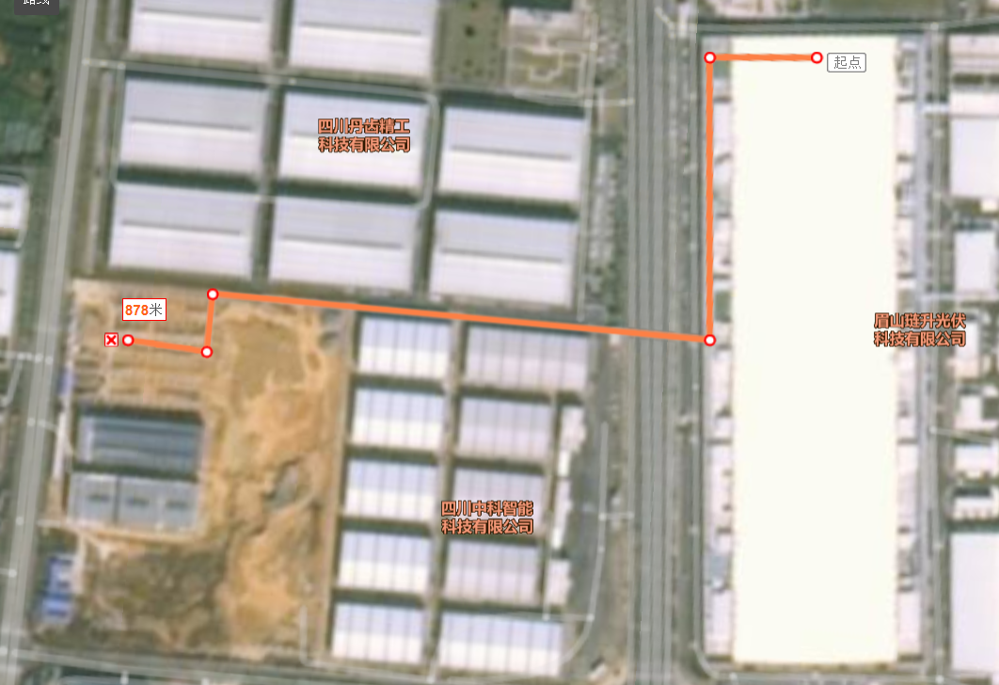 路线
起点
四川丹齿精工
科技有限公司
878米
眉山琏升光伏
科技有限公司
四川中科智能
科技有限公司